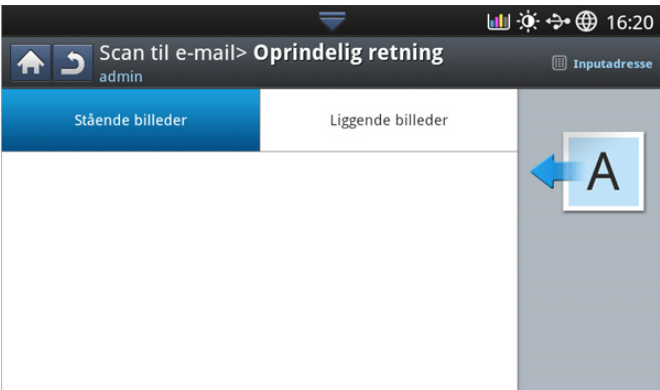 16:20
Scan til e-mail> Oprindelig retning
admin
Inputadresse
Stående billeder
Liggende billeder
A